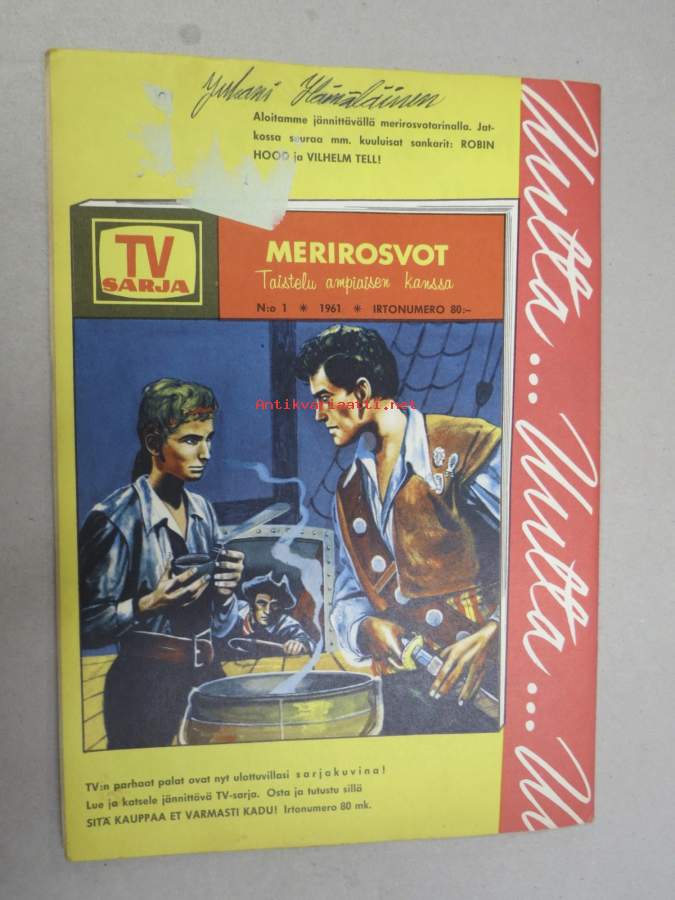 Juhani Hämäläinen
Aloitamme jännittävällä merirosvotarinalla. Jat-
kossa seuraa mm. kuuluisat sankarit: ROBIN
HOOD ja VILHELM TELL!
TV
SARJA
MERIROSVOT
Taistelu ampiaisen kanssa
N:o 1 * 1961 * IRTONUMERO 80:–
Antikvariaatti.net
TV:n parhaat palat ovat nyt ulottuvillasi sarjakuvina!
Lue ja katsele jännittävä TV-sarja. Osta ja tutustu sillä
SITÄ KAUPPAA ET VARMASTI KADU! Irtonumero 80 mk.
Uutta... Uutta... U